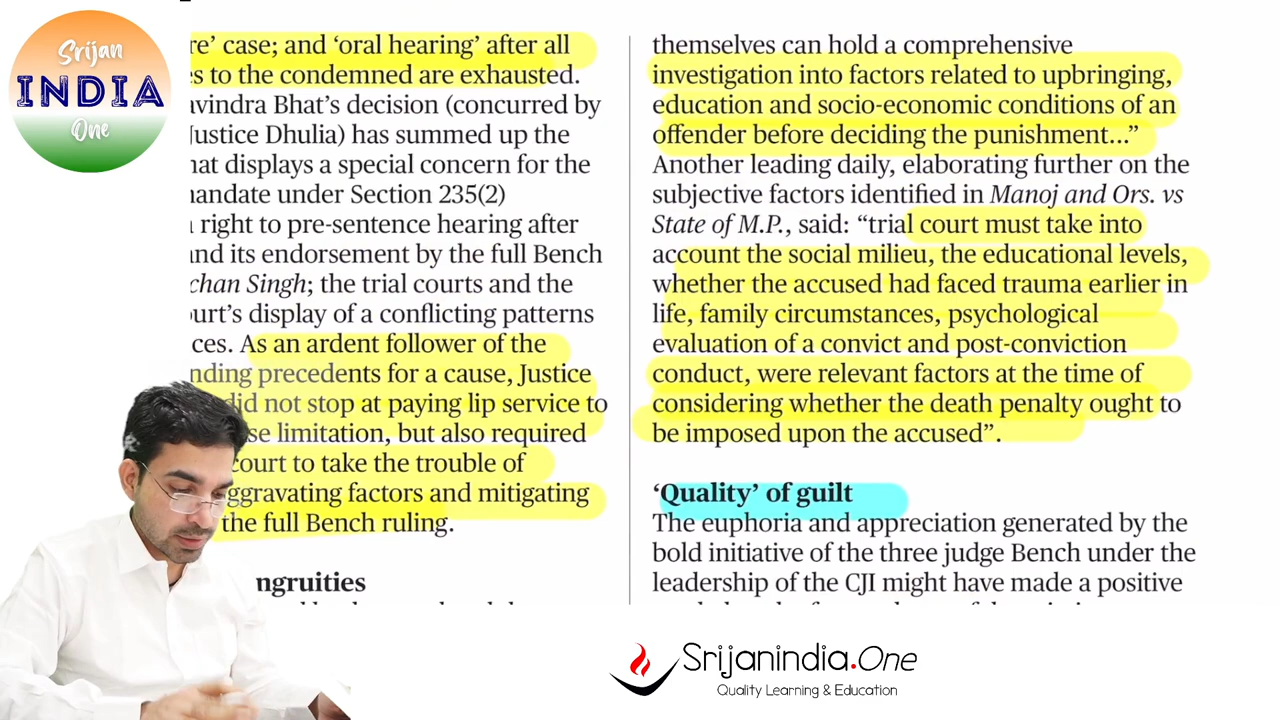 Srijan
INDIA
One
re’ case; and ‘oral hearing’ after all
es to the condemned are exhausted.
avindra Bhat’s decision (concurred by
Justice Dhulia) has summed up the
hat displays a special concern for the
mandate under Section 235(2)
right to pre-sentence hearing after
and its endorsement by the full Bench
chan Singh; the trial courts and the
ourt’s display of a conflicting patterns
ces. As an ardent follower of the
nding precedents for a cause, Justice
did not stop at paying lip service to
se limitation, but also required
court to take the trouble of
ggravating factors and mitigating
the full Bench ruling.
ngruities
themselves can hold a comprehensive
investigation into factors related to upbringing,
education and socio-economic conditions of an
offender before deciding the punishment...”
Another leading daily, elaborating further on the
subjective factors identified in Manoj and Ors. vs
State of M.P., said: “trial court must take into
account the social milieu, the educational levels,
whether the accused had faced trauma earlier in
life, family circumstances, psychological
evaluation of a convict and post-conviction
conduct, were relevant factors at the time of
considering whether the death penalty ought to
be imposed upon the accused”.
‘Quality’ of guilt
The euphoria and appreciation generated by the
bold initiative of the three judge Bench under the
leadership of the CJI might have made a positive
Srijanindia.One
Quality Learning & Education